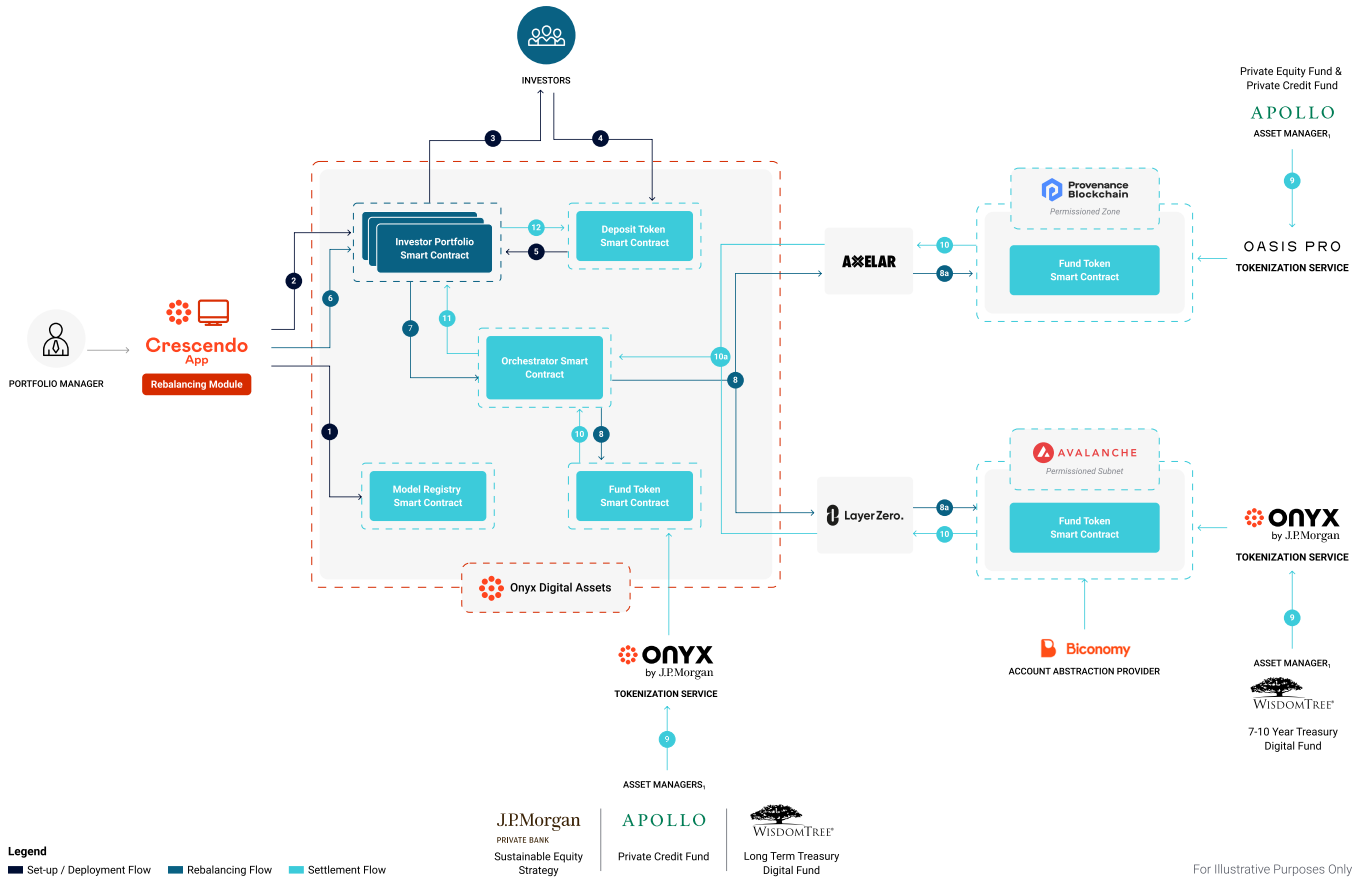 INVESTORS
Private Equity Fund &
Private Credit Fund
APOLLO
ASSET MANAGER1
9
3
4
Provenance
Blockchain
Permissioned Zone
OASIS PRO
TOKENIZATION SERVICE
Investor Portfolio
Smart Contract
12
5
Deposit Token
Smart Contract
AXELAR
10
8a
Fund Token
Smart Contract
2
6
7
11
PORTFOLIO MANAGER
Crescendo
App
Rebalancing Module
Orchestrator Smart
Contract
10a
8
1
10
8
Model Registry
Smart Contract
Fund Token
Smart Contract
AVALANCHE
Permissioned Subnet
LayerZero.
8a
10
Fund Token
Smart Contract
ONYX
by J.P.Morgan
TOKENIZATION SERVICE
Onyx Digital Assets
9
Biconomy
ACCOUNT ABSTRACTION PROVIDER
ASSET MANAGER1
WISDOMTREE®
7-10 Year Treasury
Digital Fund
ONYX
by J.P.Morgan
TOKENIZATION SERVICE
9
ASSET MANAGERS1
J.P.Morgan
PRIVATE BANK
Sustainable Equity
Strategy
APOLLO
Private Credit Fund
WISDOMTREE®
Long Term Treasury
Digital Fund
Legend
Set-up / Deployment Flow
Rebalancing Flow
Settlement Flow
For Illustrative Purposes Only